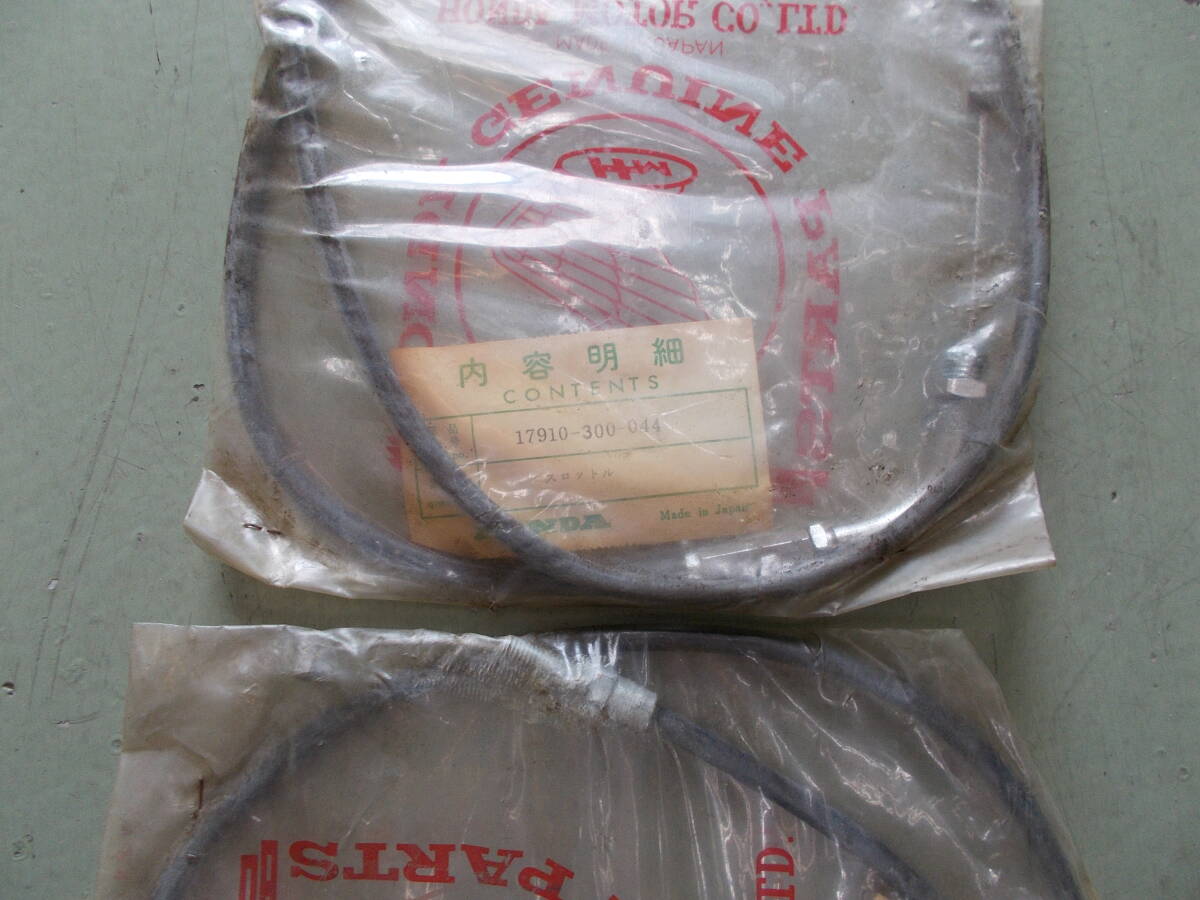 HONDA MOTOR CO., LTD.
MADE JAPAN
GENUINE PARTS
HM
内容明細
CONTENTS
17910-300-044
スロットル
HONDA
Made in Japan
PARTS
LTD.